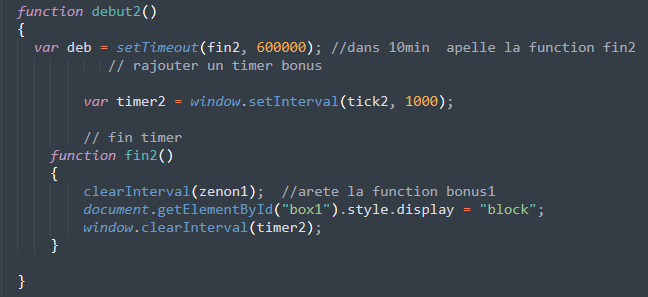 function debut2()
{
var deb = setTimeout(fin2, 600000); //dans 10min  apelle la function fin2
// rajouter un timer bonus
var timer2 = window.setInterval(tick2, 1000);
// fin timer
function fin2()
{
clearInterval(zenon1);  //arete la function bonus1
document.getElementById("box1").style.display = "block";
window.clearInterval(timer2);
}
}